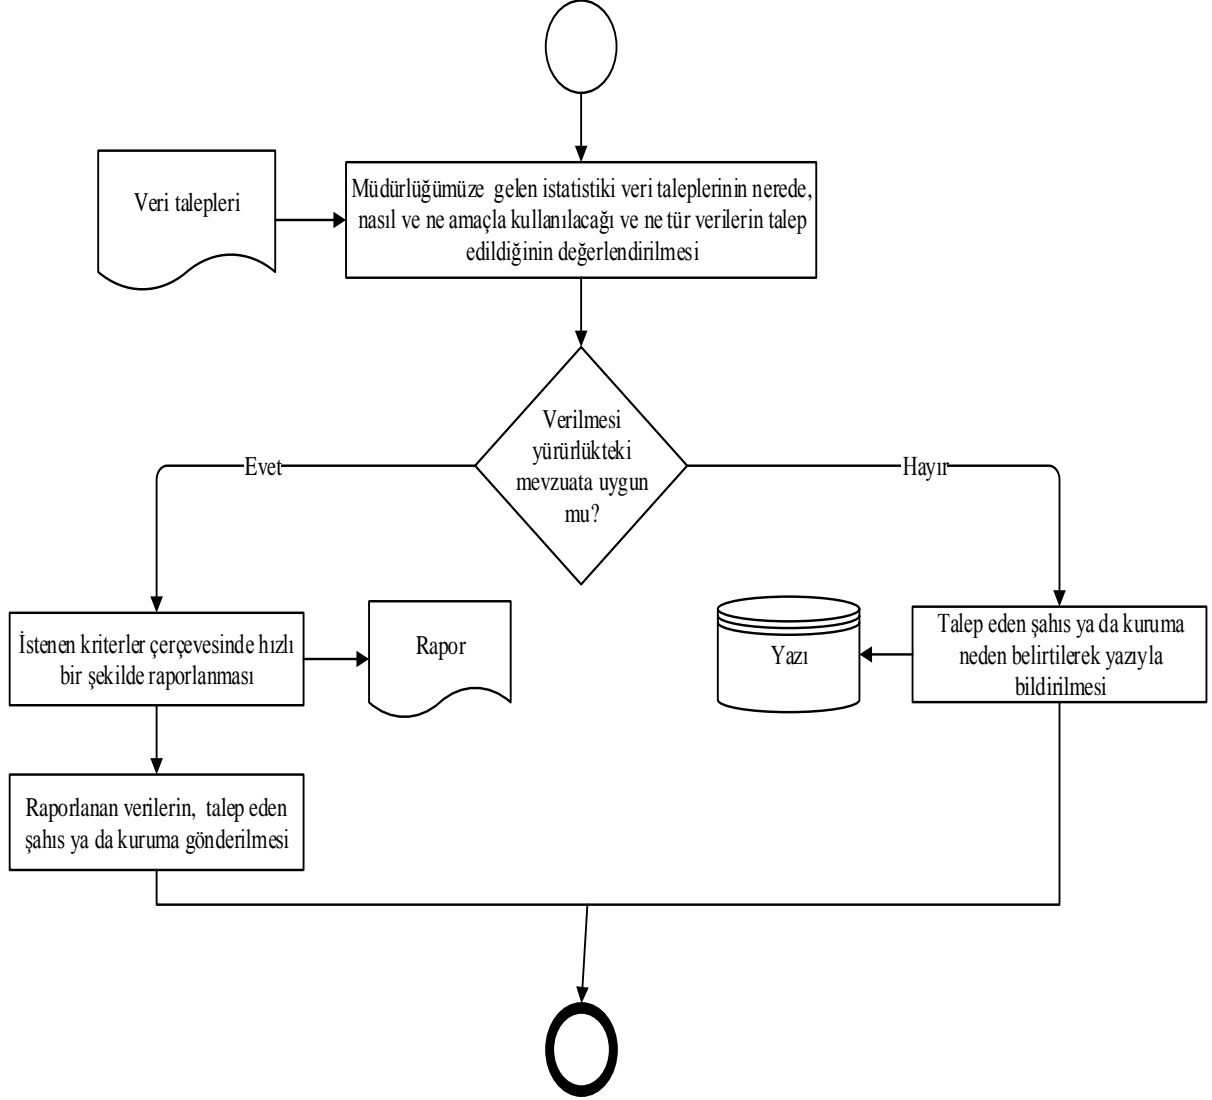 Veri talepleri
Müdürlüğümüze gelen istatistiki veri taleplerinin nerede,
nasıl ve ne amaçla kullanılacağı ve ne tür verilerin talep
edildiğinin değerlendirilmesi
Verilmesi
yürürlükteki
mevzuata uygun
mu?
Evet
Hayır
İstenen kriterler çerçevesinde hızlı
bir şekilde raporlanması
Rapor
Yazı
Talep eden şahıs ya da kuruma
neden belirtilerek yazıyla
bildirilmesi
Raporlanan verilerin, talep eden
şahıs ya da kuruma gönderilmesi